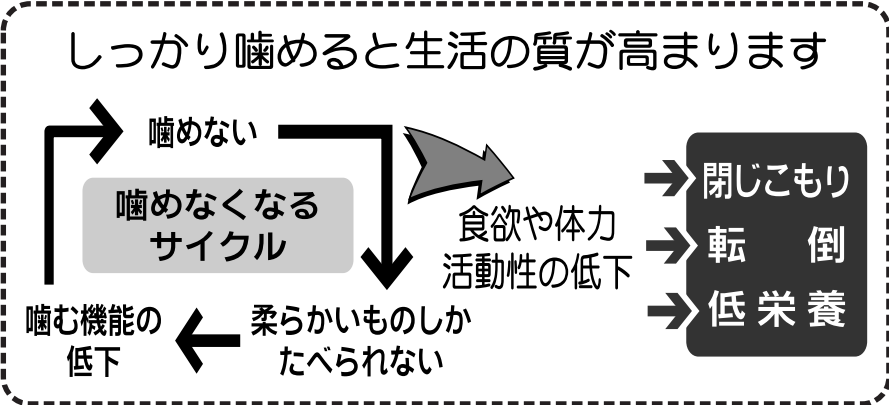 しっかり噛めると生活の質が高まります
噛めない
噛めなくなる
サイクル
柔らかいものしか
たべられない
噛む機能の
低下
食欲や体力
活動性の低下
閉じこもり
転倒
低栄養